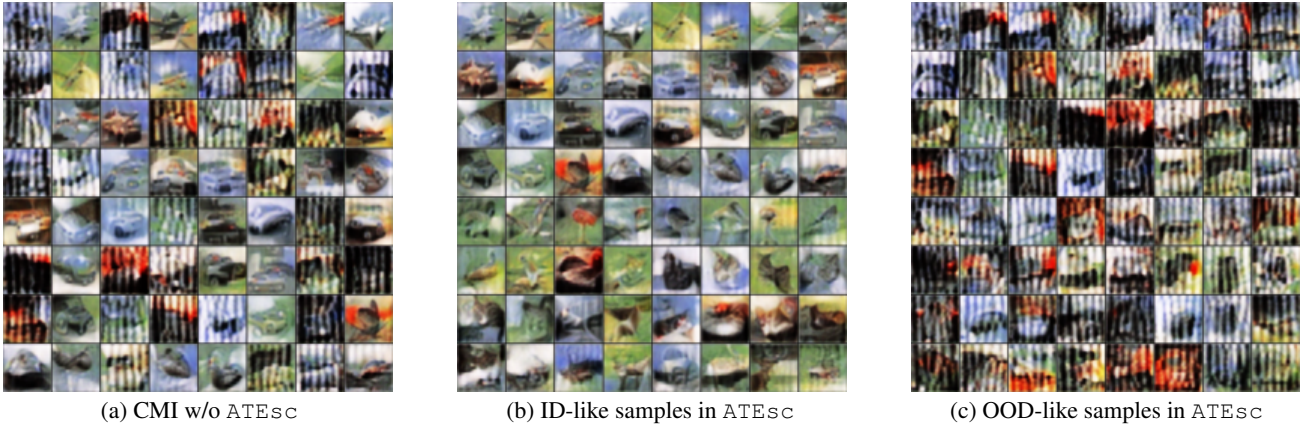 (a) CMI w/o ATEsc
(b) ID-like samples in ATEsc
(c) OOD-like samples in ATEsc